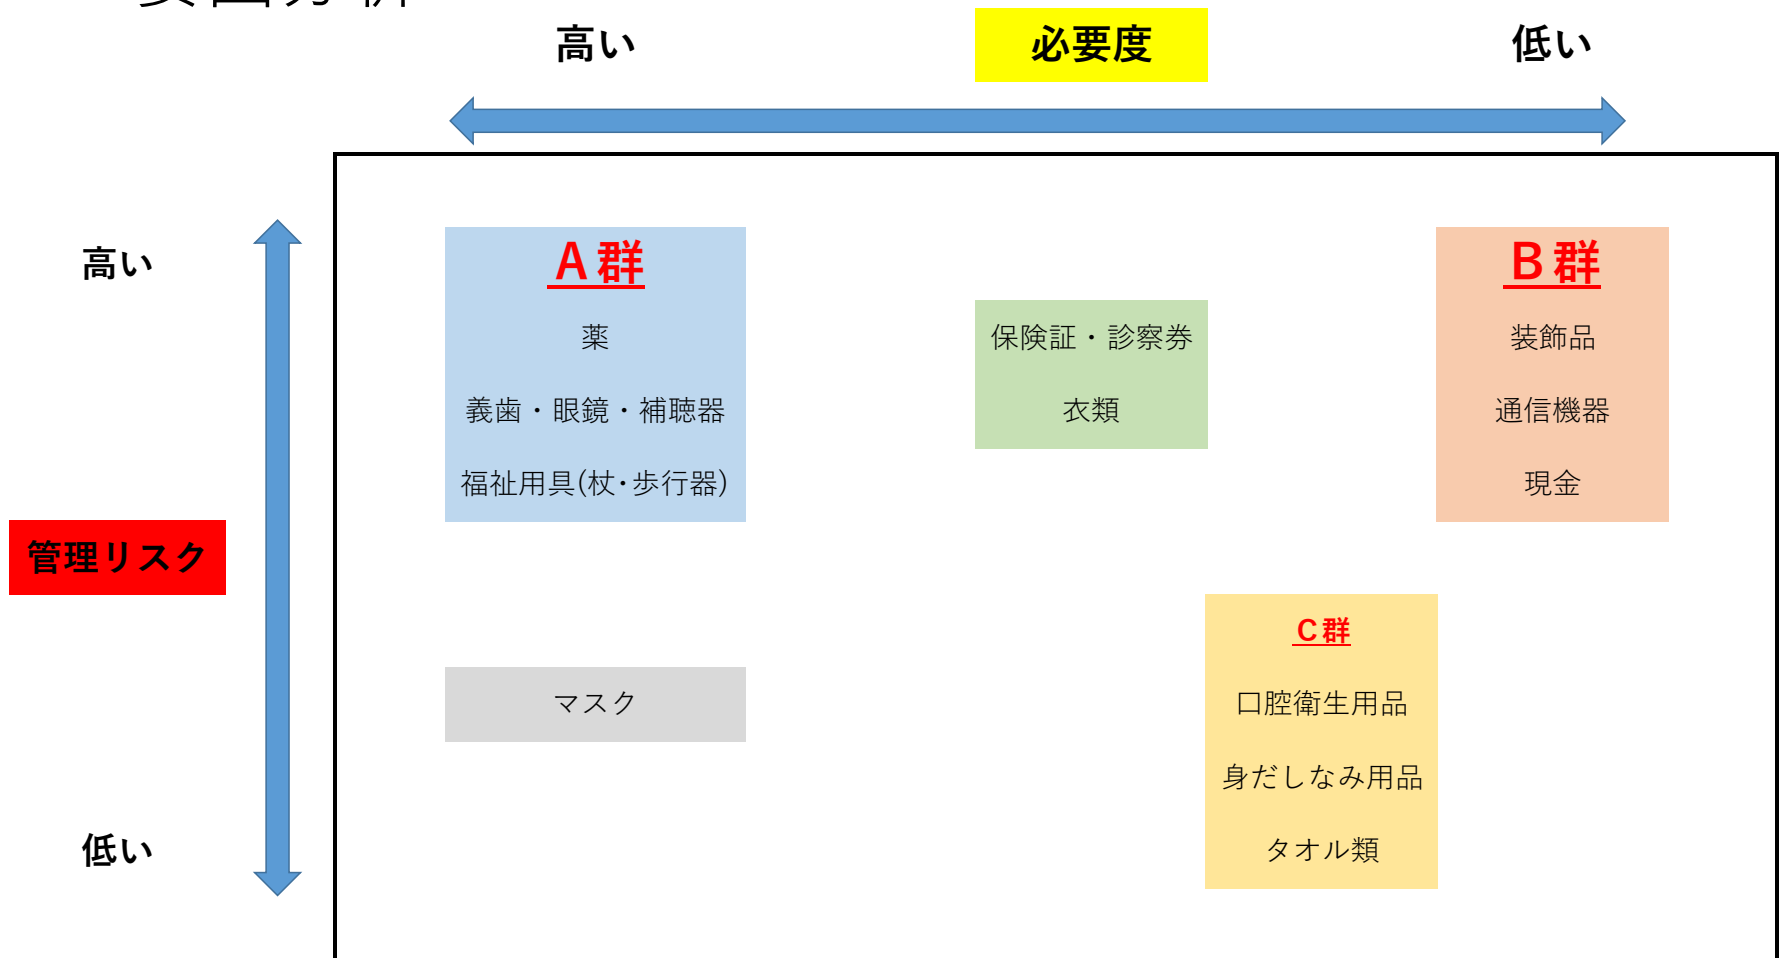 高い
必要度
低い
高い
管理リスク
低い
Ａ群
薬
義歯・眼鏡・補聴器
福祉用具(杖・歩行器)
保険証・診察券
衣類
Ｂ群
装飾品
通信機器
現金
マスク
Ｃ群
口腔衛生用品
身だしなみ用品
タオル類